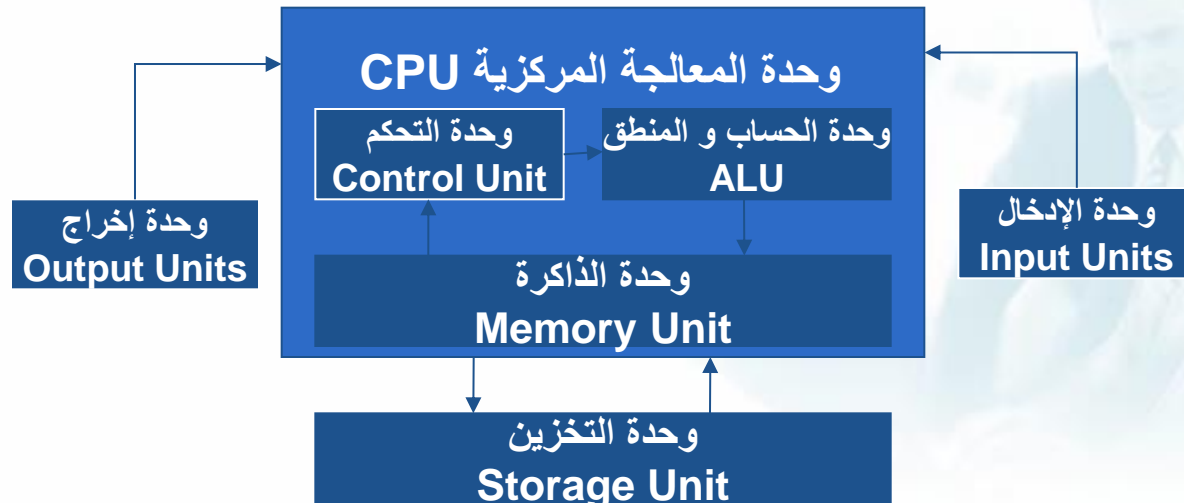 وحدة المعالجة المركزية CPU
وحدة التحكم
Control Unit
وحدة الحساب و المنطق
ALU
وحدة إخراج
Output Units
وحدة الإدخال
Input Units
وحدة الذاكرة
Memory Unit
وحدة التخزين
Storage Unit